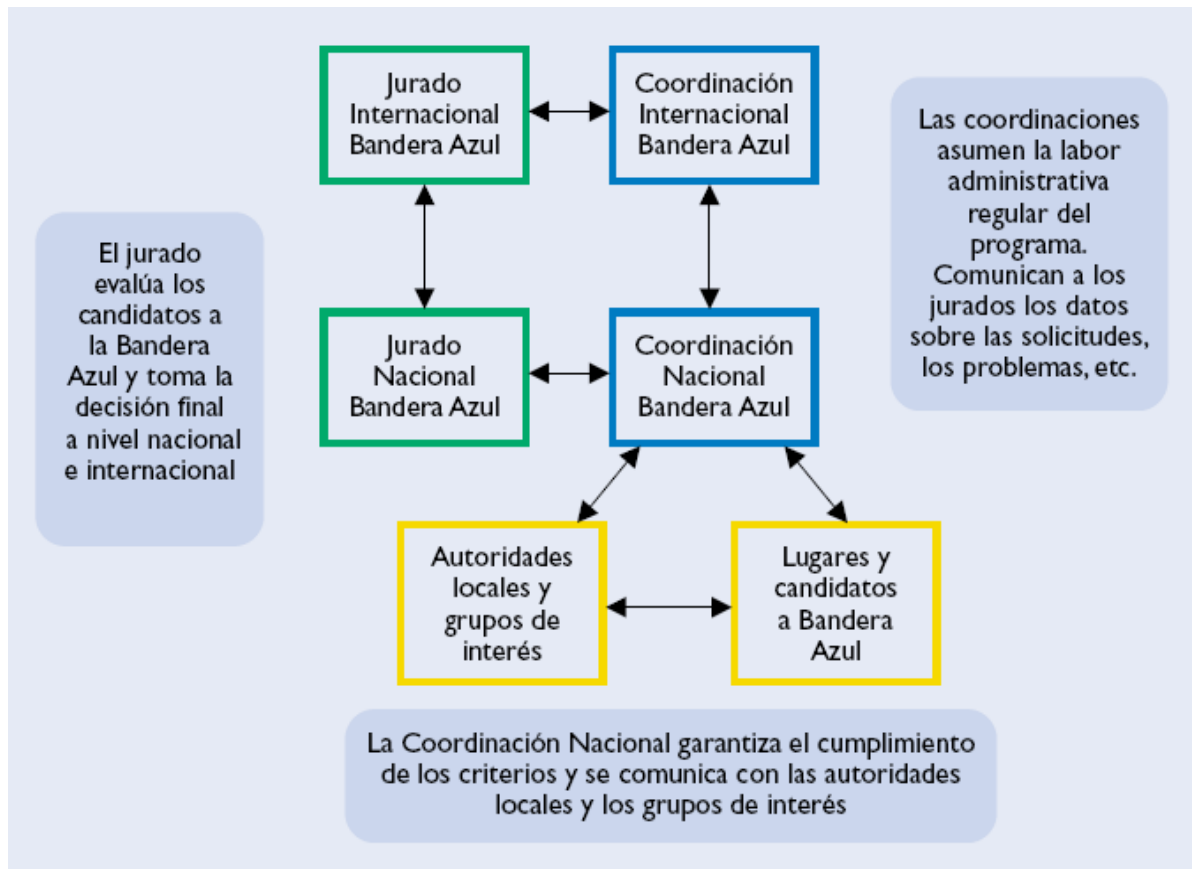 Jurado
Internacional
Bandera Azul
Coordinación
Internacional
Bandera Azul
Las coordinaciones
asumen la labor
administrativa
regular del
programa.
Comunican a los
jurados los datos
sobre las solicitudes,
los problemas, etc.
El jurado
evalúa los
candidatos a
la Bandera
Azul y toma la
decisión final
a nivel nacional
e internacional
Jurado
Nacional
Bandera Azul
Coordinación
Nacional
Bandera Azul
Autoridades
locales y
grupos de
interés
Lugares y
candidatos
a Bandera
Azul
La Coordinación Nacional garantiza el cumplimiento
de los criterios y se comunica con las autoridades
locales y los grupos de interés